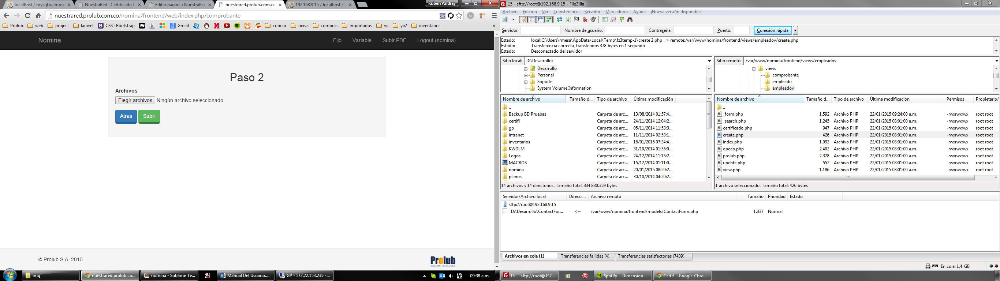 localhost / mysql wampse
NuestraRed | Certificado L
Editar página ‹ NuestraRed
nuestrared.prolub.com.co
192.168.9.15 / localhost / n
Ruben Andrey
nuestrared.prolub.com.co/nomina/frontend/web/index.php/comprobante
Prolub web project laravel CSS · Bootstrap Gmail concur neiva compras Importados yii yii2 inventarios »
Nomina Fijo Variable Subir PDF Logout (nomina)
Paso 2
Archivos
Elegir archivos Ningún archivo seleccionado
Atras Subir
© Prolub S.A. 2015
Prolub
Combustibles y lubricantes S.A.
img
nuestrared.prolub.co...
nomina - Sublime Te...
Manual Del Usuario....
GP - 172.22.153.235 -...
09:38 a.m.
15 - sftp://root@192.168.9.15 - FileZilla
Archivo Edición Ver Transferencia Servidor Marcadores Ayuda ¡Nueva versión disponible!
Servidor: Nombre de usuario: Contraseña: Puerto: Conexión rápida
Estado: local:C:\Users\rmesa\AppData\Local\Temp\fz3temp-1\create 2.php => remote:/var/www/nomina/frontend/views/empleadov/create.php
Estado: Transferencia correcta, transferidos 378 bytes en 1 segundo
Estado: Desconectado del servidor
Sitio local: D:\Desarrollo\
Desarrollo
Personal
Soporte
System Volume Information
Nombre de archivo Tamaño d... Tipo de archivo Última modificación
..
Backup BD Pruebas Carpeta de arc... 13/08/2014 01:57:4...
certifi Carpeta de arc... 24/11/2014 12:04:2...
gp Carpeta de arc... 05/11/2014 11:53:3...
intranet Carpeta de arc... 11/11/2014 02:53:1...
inventarios Carpeta de arc... 16/01/2015 07:34:4...
KWDLM Carpeta de arc... 31/10/2014 01:55:0...
Logos Carpeta de arc... 24/12/2014 11:15:2...
MACROS Carpeta de arc... 15/12/2014 01:11:0...
nomina Carpeta de arc... 20/01/2015 08:29:2...
planos Carpeta de arc... 30/10/2014 04:20:2...
14 archivos y 14 directorios. Tamaño total: 334.830.359 bytes
Sitio remoto: /var/www/nomina/frontend/views/empleadov
views
comprobante
empleado
empleadov
Nombre de archivo Tamaño d... Tipo de archivo Última modificación Permisos Propietario/
..
_form.php 1.592 Archivo PHP 22/01/2015 09:24:00 a.m. -rwxrwxrwx root root
_search.php 1.245 Archivo PHP 22/01/2015 08:01:00 a.m. -rwxrwxrwx root root
certificado.php 947 Archivo PHP 22/01/2015 08:01:00 a.m. -rwxrwxrwx root root
create.php 426 Archivo PHP 22/01/2015 08:01:00 a.m. -rwxrwxrwx root root
index.php 1.093 Archivo PHP 22/01/2015 08:01:00 a.m. -rwxrwxrwx root root
opeco.php 2.402 Archivo PHP 22/01/2015 08:01:00 a.m. -rwxrwxrwx root root
prolub.php 2.328 Archivo PHP 22/01/2015 08:01:00 a.m. -rwxrwxrwx root root
update.php 552 Archivo PHP 22/01/2015 08:01:00 a.m. -rwxrwxrwx root root
view.php 1.186 Archivo PHP 22/01/2015 08:01:00 a.m. -rwxrwxrwx root root
1 archivo seleccionado. Tamaño total: 426 bytes
Servidor/Archivo local Direcci... Archivo remoto Tamaño Prioridad Estado
sftp://root@192.168.9.15
D:\Desarrollo\ContactFor... <-- /var/www/nomina/frontend/models/ContactForm.php 1.337 Normal
Archivos en cola (1) Transferencias fallidas (4) Transferencias satisfactorias (7409)
En cola: 1,4 KiB
15 - sftp://root@192...
Spotify - Dimension...
Certif - Google Chro...